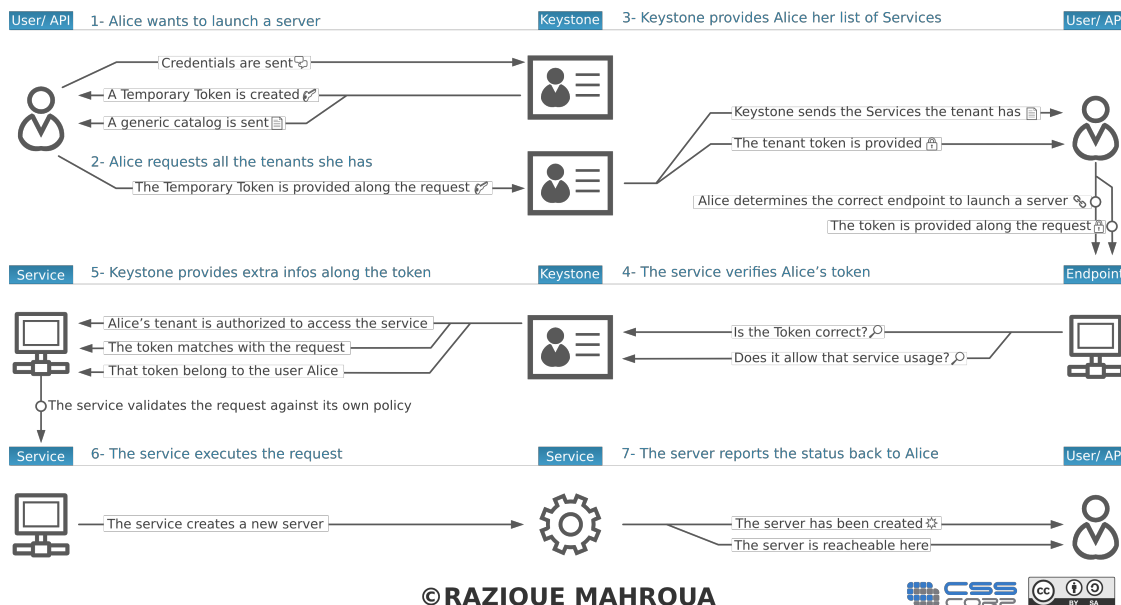 User/ API
1- Alice wants to launch a server
Keystone
3- Keystone provides Alice her list of Services
User/ AP
Credentials are sent
A Temporary Token is created
A generic catalog is sent
2- Alice requests all the tenants she has
The Temporary Token is provided along the request
Keystone sends the Services the tenant has
The tenant token is provided
Alice determines the correct endpoint to launch a server
The token is provided along the request
Service
5- Keystone provides extra infos along the token
Keystone
4- The service verifies Alice’s token
Endpoint
Alice’s tenant is authorized to access the service
The token matches with the request
That token belong to the user Alice
Is the Token correct?
Does it allow that service usage?
The service validates the request against its own policy
Service
6- The service executes the request
Service
7- The server reports the status back to Alice
User/ AP
The service creates a new server
The server has been created
The server is reacheable here
©RAZIQUE MAHROUA
CSS
CORP
cc
BY SA